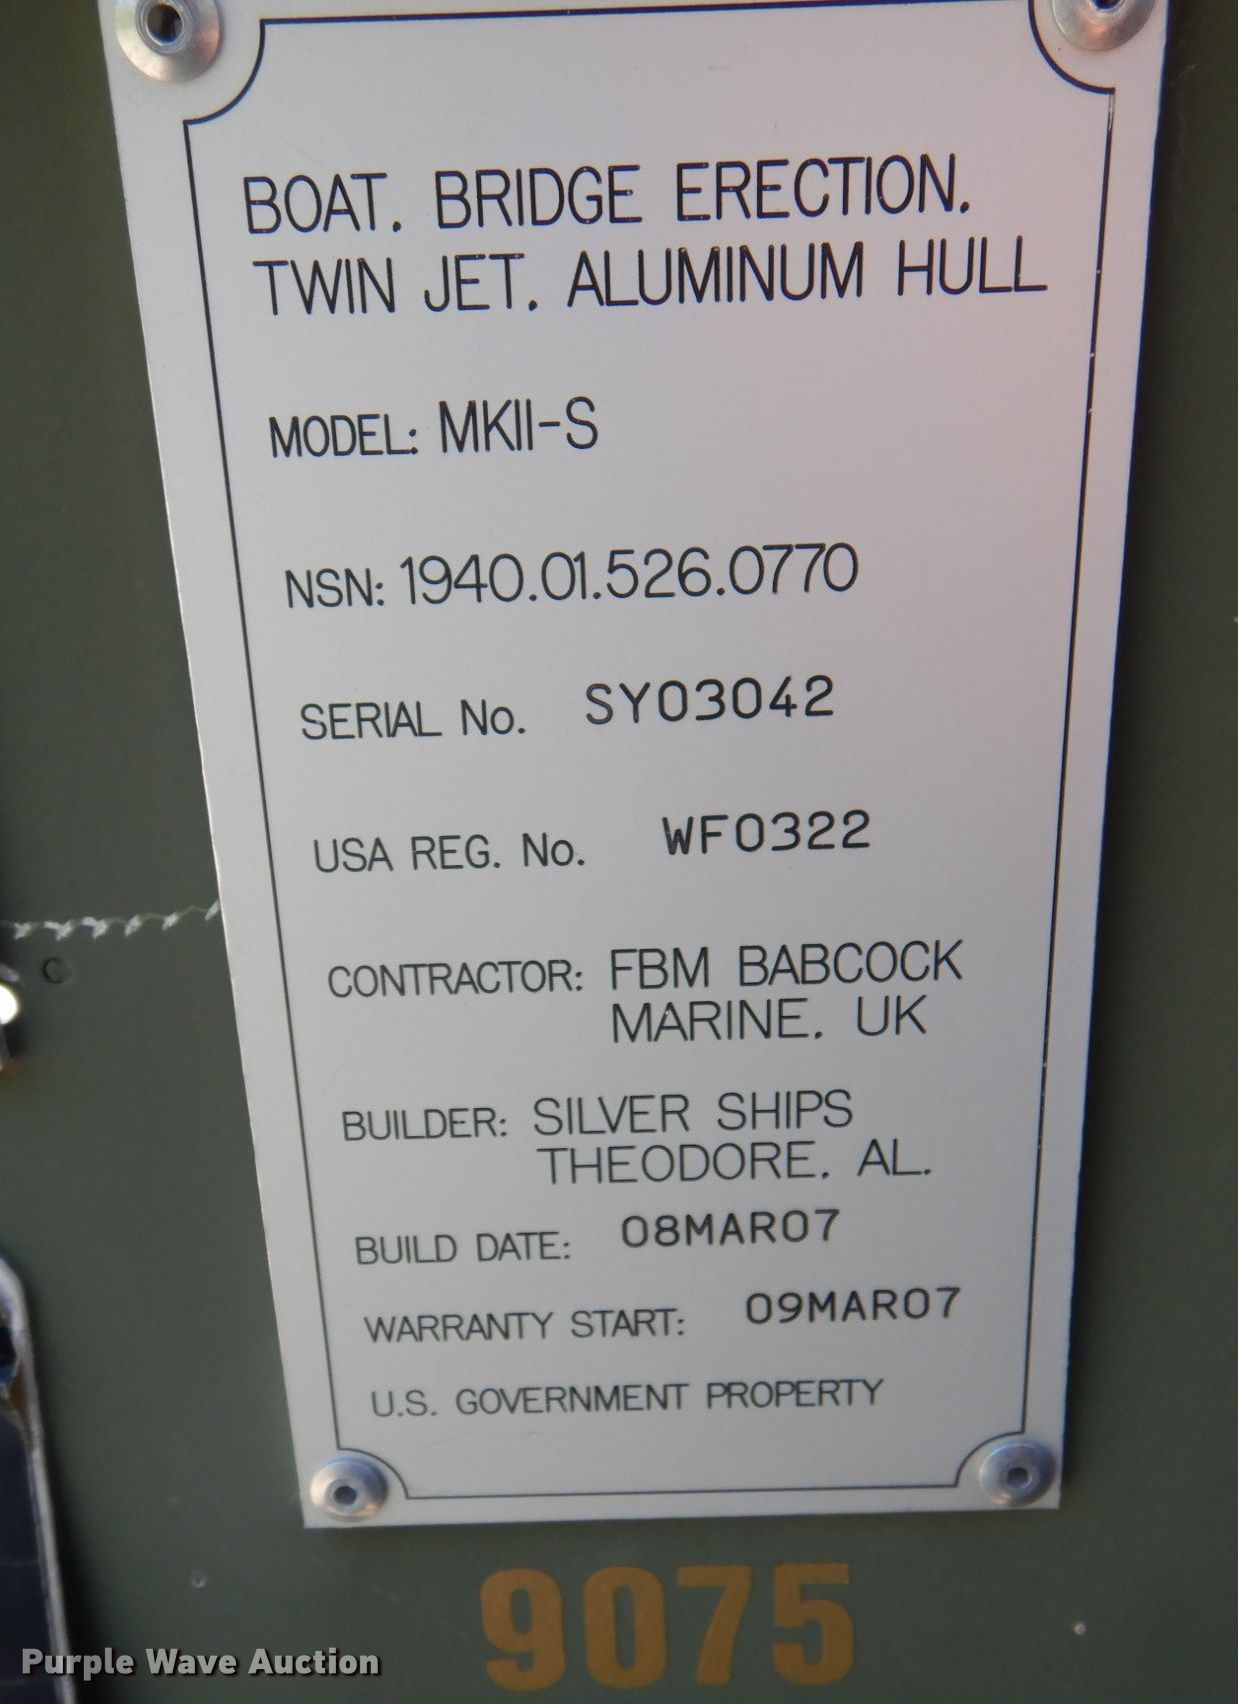 BOAT. BRIDGE ERECTION.
TWIN JET. ALUMINUM HULL
MODEL: MKII-S
NSN: 1940.01.526.0770
SERIAL No. SY03042
USA REG. No. WF0322
CONTRACTOR: FBM BABCOCK
MARINE. UK
BUILDER: SILVER SHIPS
THEODORE. AL.
BUILD DATE: 08MAR07
WARRANTY START: 09MAR07
U.S. GOVERNMENT PROPERTY
9075
Purple Wave Auction